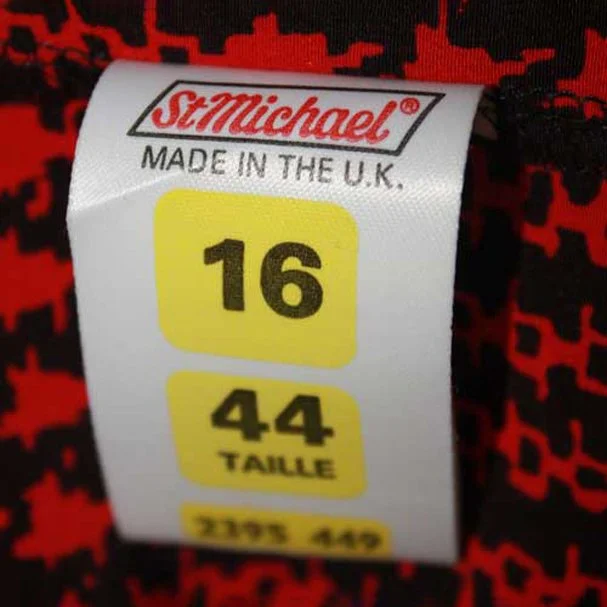 StMichael®
MADE IN THE U.K.
16
44
TAILLE
2395 449